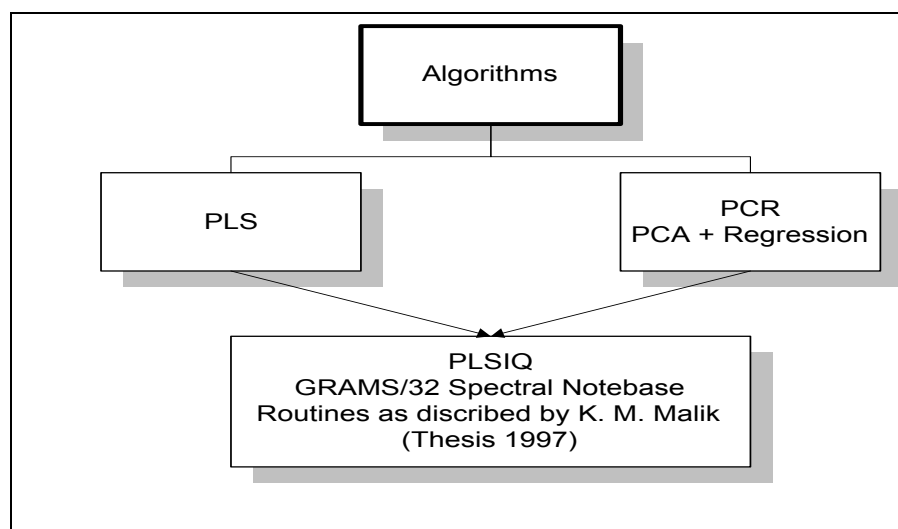 Algorithms
PLS
PCR
PCA + Regression
PLSIQ
GRAMS/32 Spectral Notebase
Routines as discribed by K. M. Malik
(Thesis 1997)